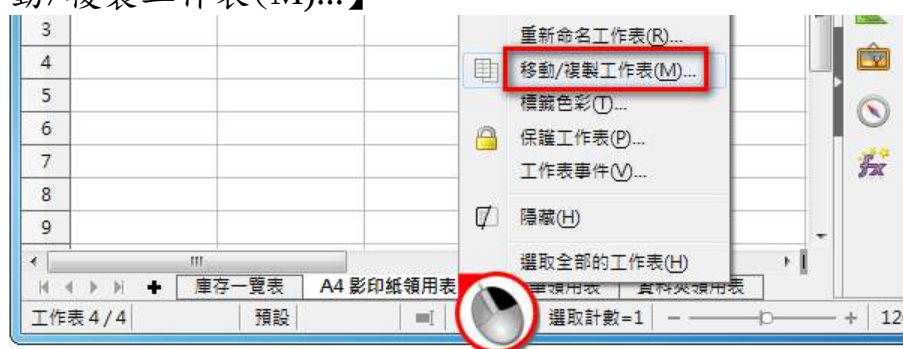 動/複製工作表(M)...】
3
重新命名工作表(R)...
4
移動/複製工作表(M)...
5
標籤色彩(T)...
6
保護工作表(P)...
7
工作表事件(V)...
8
9
隱藏(H)
選取全部的工作表(H)
庫存一覽表 A4 影印紙領用表 筆領用表 資料夾領用表
工作表 4 / 4 預設 選取計數=1 − + 12